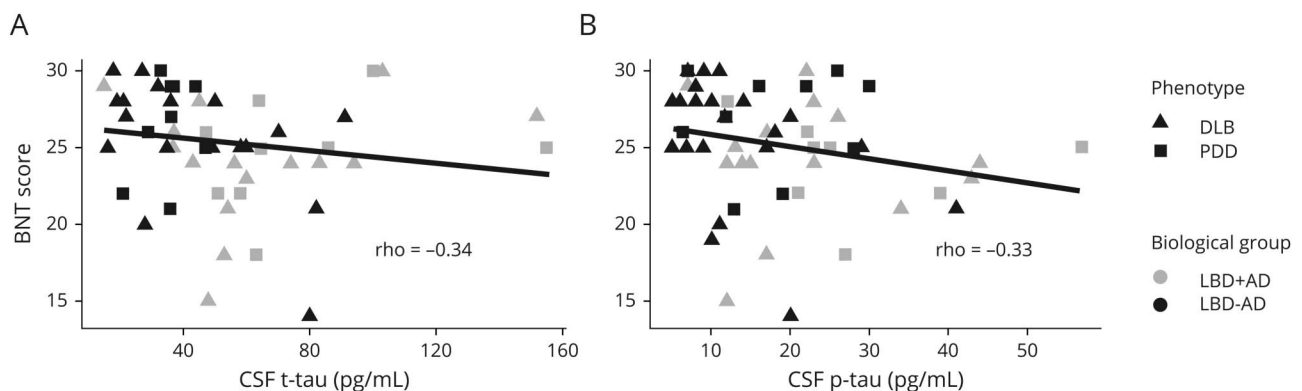 A
B
BNT score
30
25
20
15
rho = –0.34
40
80
120
160
CSF t-tau (pg/mL)
30
25
20
15
rho = –0.33
10
20
30
40
50
CSF p-tau (pg/mL)
Phenotype
DLB
PDD
Biological group
LBD+AD
LBD-AD